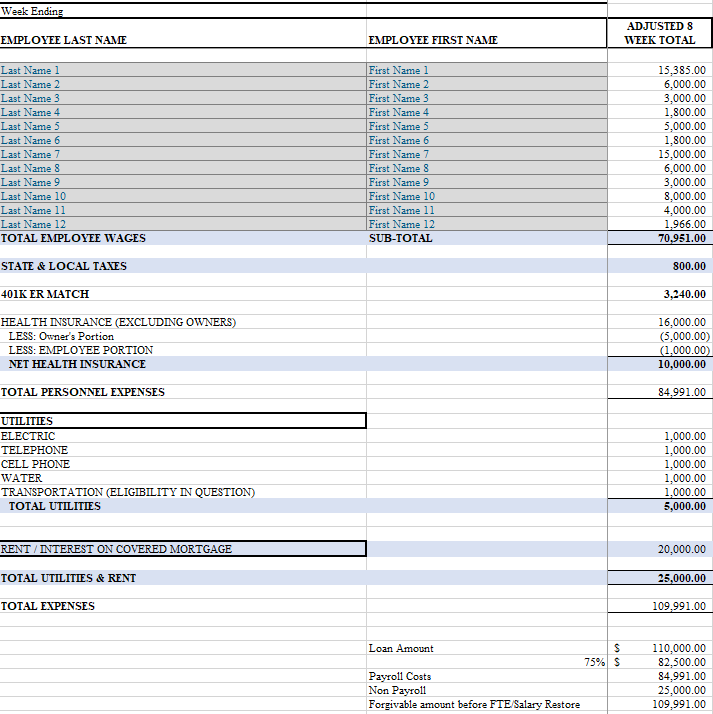 Week Ending
EMPLOYEE LAST NAME EMPLOYEE FIRST NAME ADJUSTED 8 WEEK TOTAL
Last Name 1 First Name 1 15,385.00
Last Name 2 First Name 2 6,000.00
Last Name 3 First Name 3 3,000.00
Last Name 4 First Name 4 1,800.00
Last Name 5 First Name 5 5,000.00
Last Name 6 First Name 6 1,800.00
Last Name 7 First Name 7 15,000.00
Last Name 8 First Name 8 6,000.00
Last Name 9 First Name 9 3,000.00
Last Name 10 First Name 10 8,000.00
Last Name 11 First Name 11 4,000.00
Last Name 12 First Name 12 1,966.00
TOTAL EMPLOYEE WAGES SUB-TOTAL 70,951.00
STATE & LOCAL TAXES 800.00
401K ER MATCH 3,240.00
HEALTH INSURANCE (EXCLUDING OWNERS) 16,000.00
LESS: Owner's Portion (5,000.00)
LESS: EMPLOYEE PORTION (1,000.00)
NET HEALTH INSURANCE 10,000.00
TOTAL PERSONNEL EXPENSES 84,991.00
UTILITIES
ELECTRIC 1,000.00
TELEPHONE 1,000.00
CELL PHONE 1,000.00
WATER 1,000.00
TRANSPORTATION (ELIGIBILITY IN QUESTION) 1,000.00
TOTAL UTILITIES 5,000.00
RENT / INTEREST ON COVERED MORTGAGE 20,000.00
TOTAL UTILITIES & RENT 25,000.00
TOTAL EXPENSES 109,991.00
Loan Amount $ 110,000.00
75% $ 82,500.00
Payroll Costs 84,991.00
Non Payroll 25,000.00
Forgivable amount before FTE/Salary Restore 109,991.00